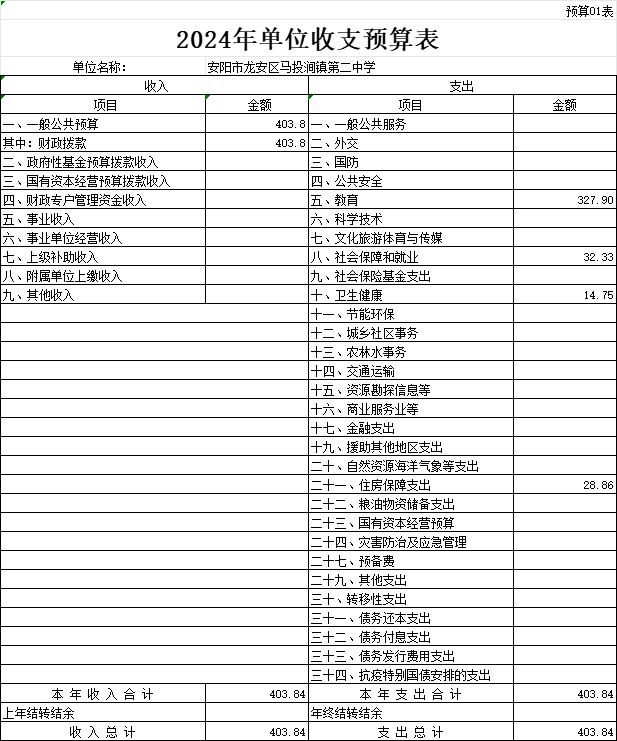 预算01表
2024年单位收支预算表
单位名称： 安阳市龙安区马投涧镇第二中学
收入 支出
项目 金额 项目 金额
一、一般公共预算 403.8 一、一般公共服务
其中：财政拨款 403.8 二、外交
二、政府性基金预算拨款收入 三、国防
三、国有资本经营预算拨款收入 四、公共安全
四、财政专户管理资金收入 五、教育 327.90
五、事业收入 六、科学技术
六、事业单位经营收入 七、文化旅游体育与传媒
七、上级补助收入 八、社会保障和就业 32.33
八、附属单位上缴收入 九、社会保险基金支出
九、其他收入 十、卫生健康 14.75
十一、节能环保
十二、城乡社区事务
十三、农林水事务
十四、交通运输
十五、资源勘探信息等
十六、商业服务业等
十七、金融支出
十九、援助其他地区支出
二十、自然资源海洋气象等支出
二十一、住房保障支出 28.86
二十二、粮油物资储备支出
二十三、国有资本经营预算
二十四、灾害防治及应急管理
二十七、预备费
二十九、其他支出
三十、转移性支出
三十一、债务还本支出
三十二、债务付息支出
三十三、债务发行费用支出
三十四、抗疫特别国债安排的支出
本 年 收 入 合 计 403.84 本 年 支 出 合 计 403.84
上年结转结余 年终结转结余
收 入 总 计 403.84 支 出 总 计 403.84